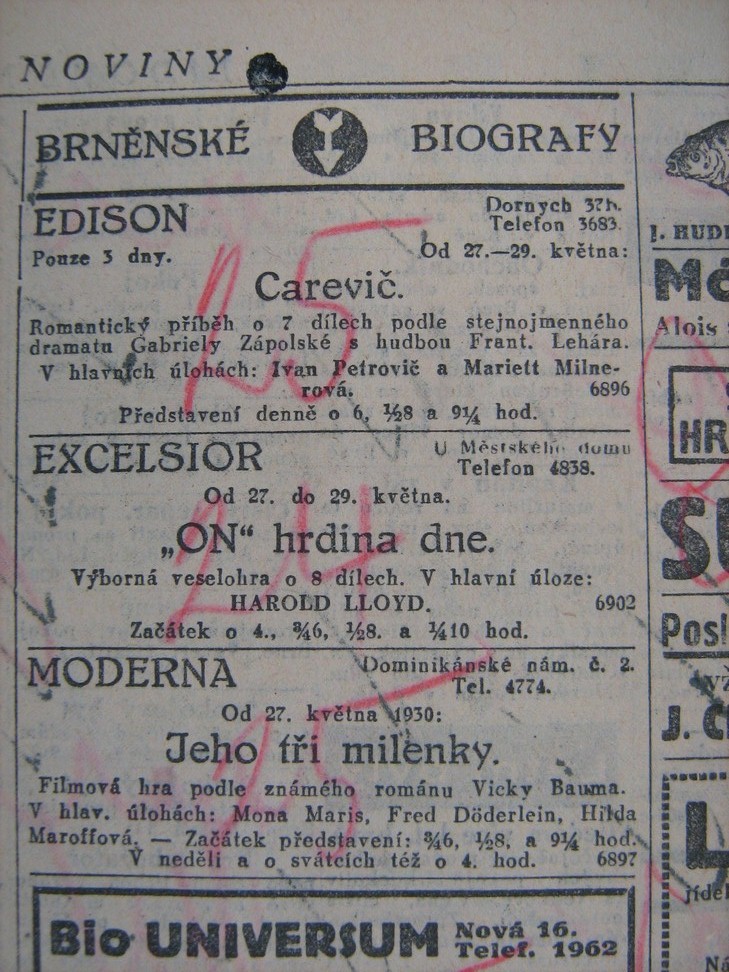 NOVINY
BRNĚNSKÉ BIOGRAFY
EDISON
Dornych 37h.
Telefon 3683.
Pouze 3 dny.
Od 27.—29. května:
Carevič.
Romantický příběh o 7 dílech podle stejnojmenného
dramatu Gabriely Zápolské s hudbou Frant. Lehára.
V hlavních úlohách: Ivan Petrovič a Mariett Milne-
rová. 6896
Představení denně o 6, ½8 a 9¼ hod.
EXCELSIOR
U Městského domu
Telefon 4838.
Od 27. do 29. května.
„ON“ hrdina dne.
Výborná veselohra o 8 dílech. V hlavní úloze:
HAROLD LLOYD. 6902
Začátek o 4., ¾6, ½8. a ¼10 hod.
MODERNA
Dominikánské nám. č. 2.
Tel. 4774.
Od 27. května 1930:
Jeho tři milenky.
Filmová hra podle známého románu Vicky Bauma.
V hlav. úlohách: Mona Maris, Fred Döderlein, Hilda
Maroffová. — Začátek představení: ¾6, ½8, a 9¼ hod.
V neděli a o svátcích též o 4. hod. 6897
Bio UNIVERSUM
Nová 16.
Telef. 1962
25
24
25
Alois